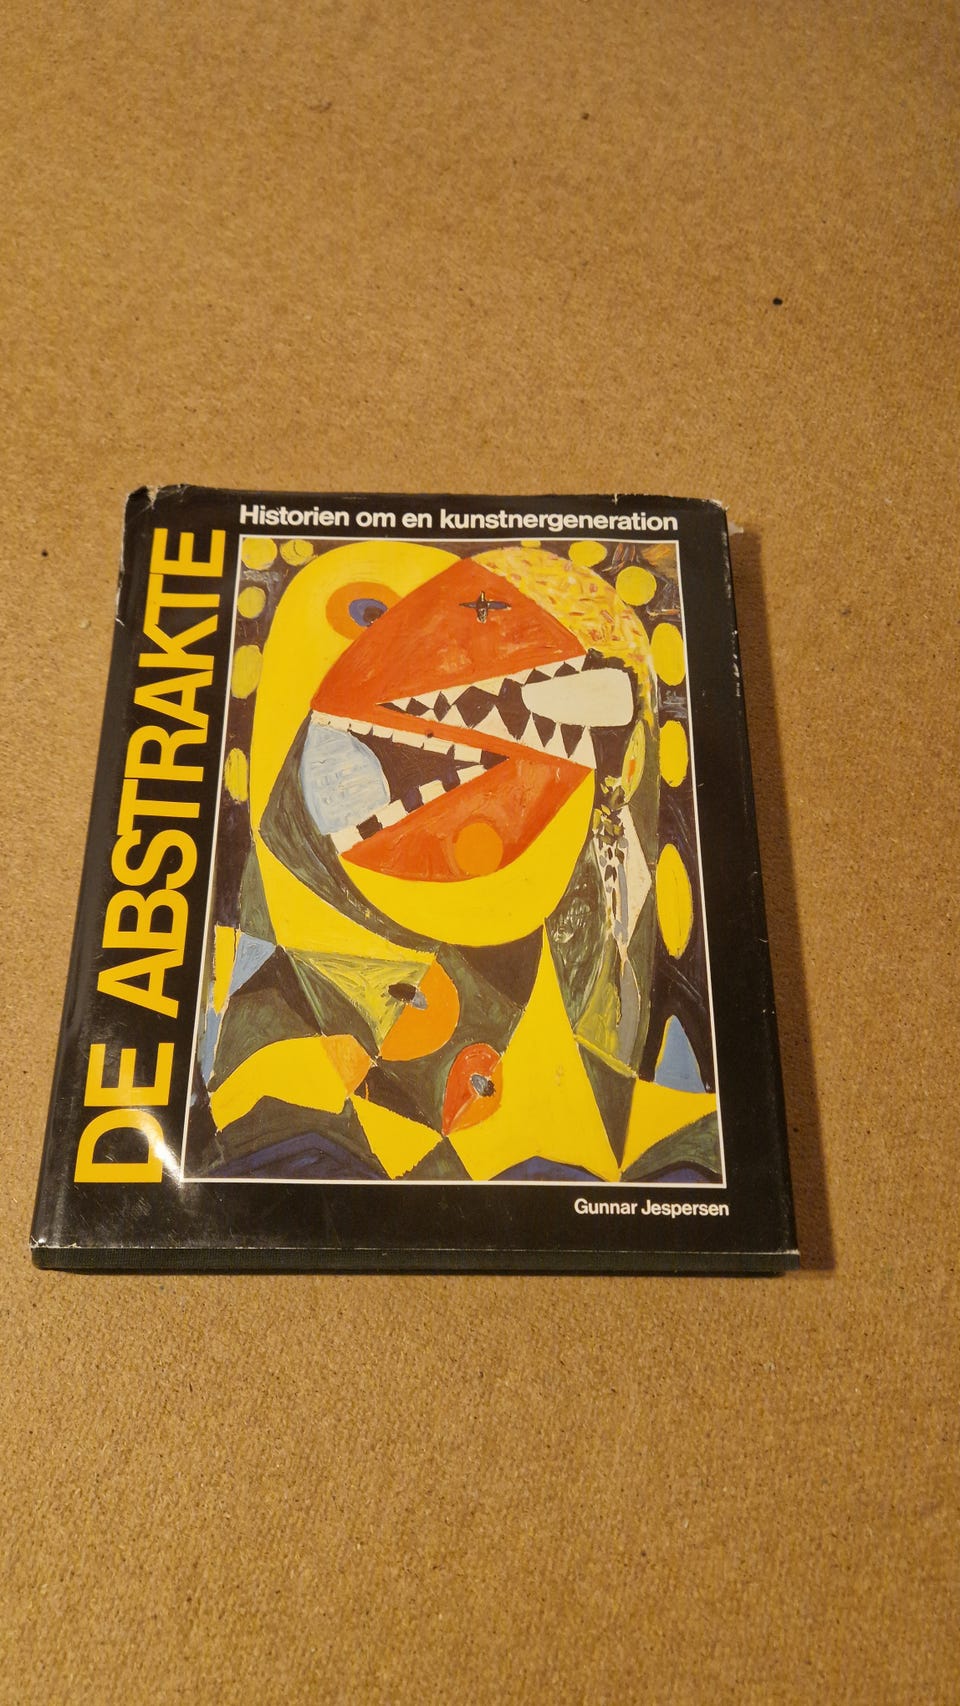 Historien om en kunstnergeneration
DE ABSTRAKTE
Gunnar Jespersen